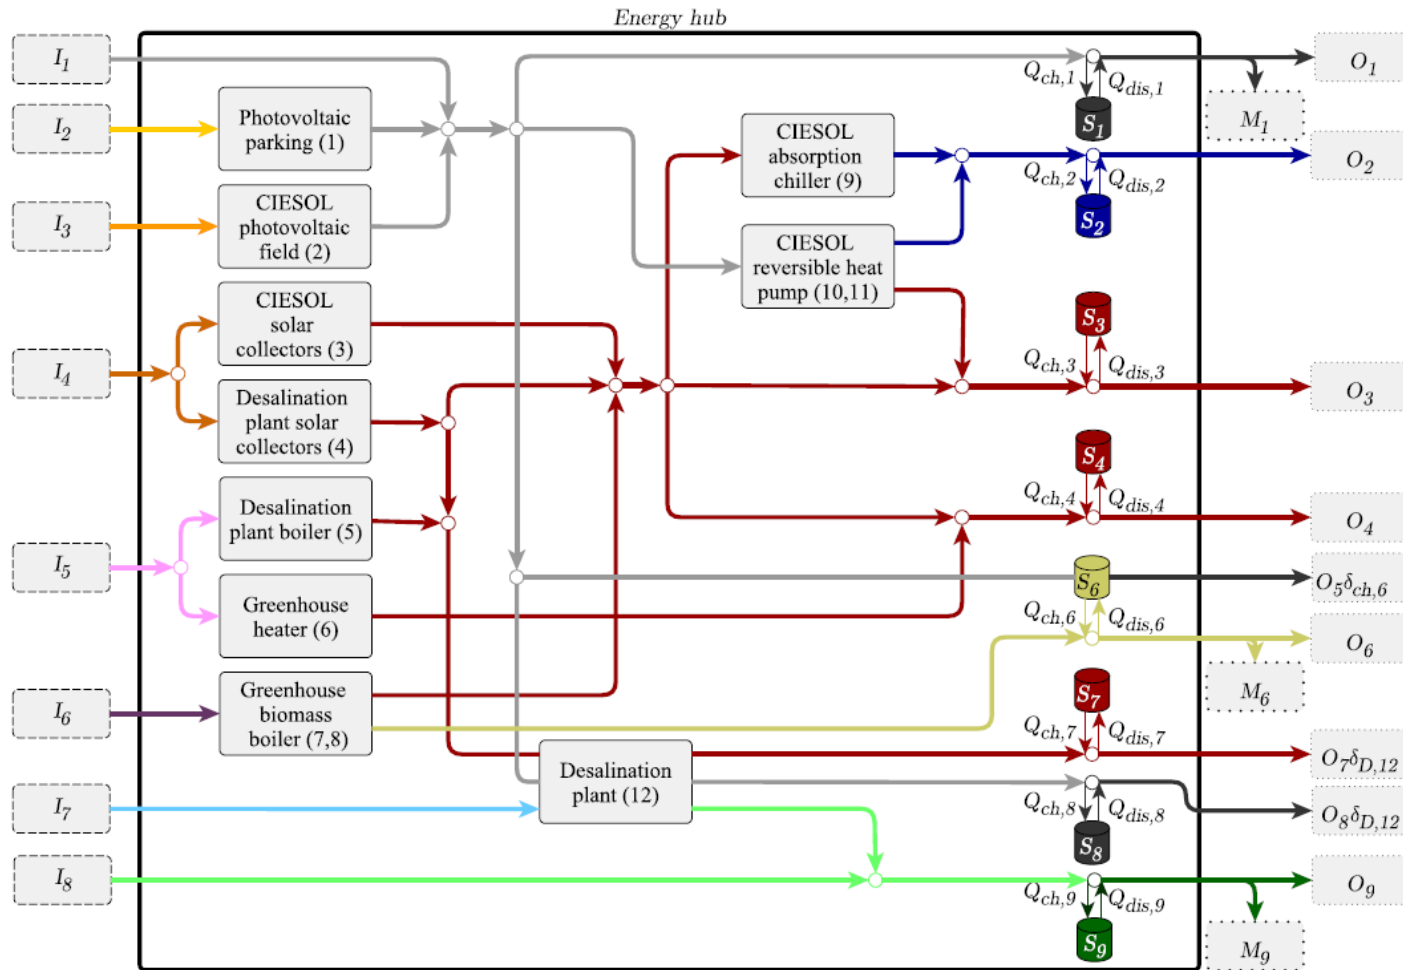 Energy hub
I1
I2
I3
I4
I5
I6
I7
I8
Photovoltaic
parking (1)
CIESOL
photovoltaic
field (2)
CIESOL
solar
collectors (3)
Desalination
plant solar
collectors (4)
Desalination
plant boiler (5)
Greenhouse
heater (6)
Greenhouse
biomass
boiler (7,8)
Desalination
plant (12)
CIESOL
absorption
chiller (9)
CIESOL
reversible heat
pump (10,11)
Qch,1 Qdis,1
S1
Qch,2 Qdis,2
S2
S3
Qch,3 Qdis,3
S4
Qch,4 Qdis,4
S6
Qch,6 Qdis,6
S7
Qch,7 Qdis,7
Qch,8 Qdis,8
S8
Qch,9 Qdis,9
S9
O1
M1
O2
O3
O4
O5δch,6
O6
M6
O7δD,12
O8δD,12
O9
M9